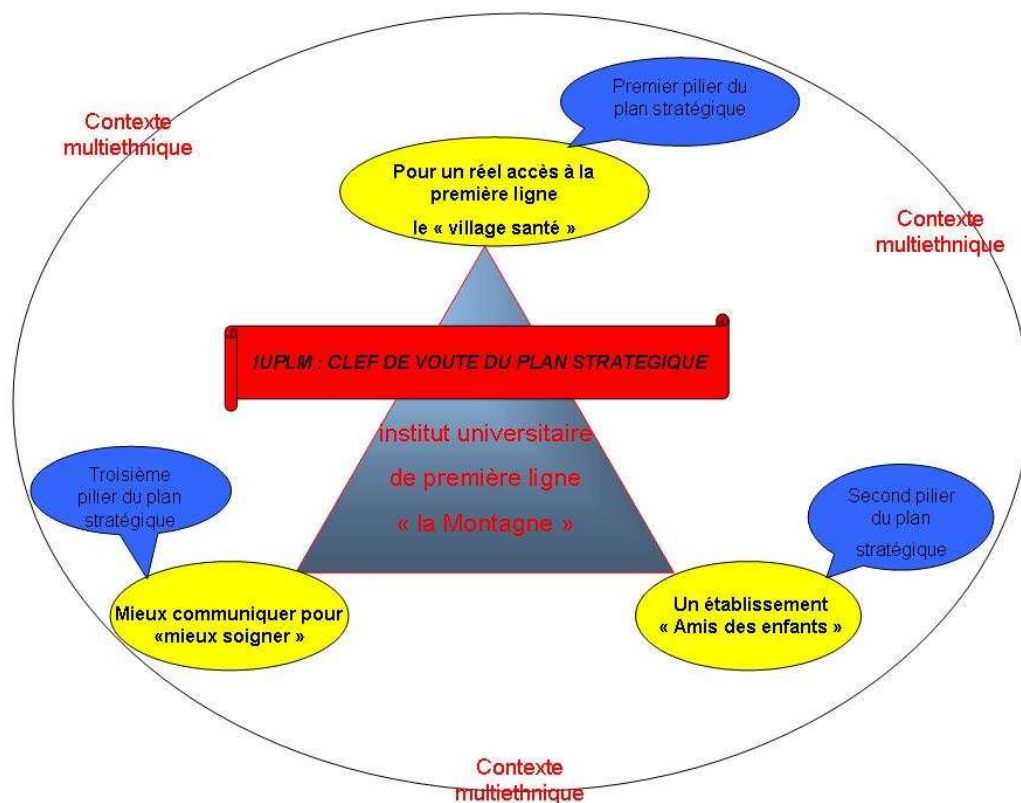 Premier pilier du
plan stratégique
Contexte
multiethnique
Pour un réel accès à la
première ligne
le « village santé »
Contexte
multiethnique
IUPLM : CLEF DE VOUTE DU PLAN STRATEGIQUE
institut universitaire
de première ligne
« la Montagne »
Troisième
pilier du plan
stratégique
Second pilier
du plan
stratégique
Mieux communiquer pour
«mieux soigner »
Un établissement
« Amis des enfants »
Contexte
multiethnique